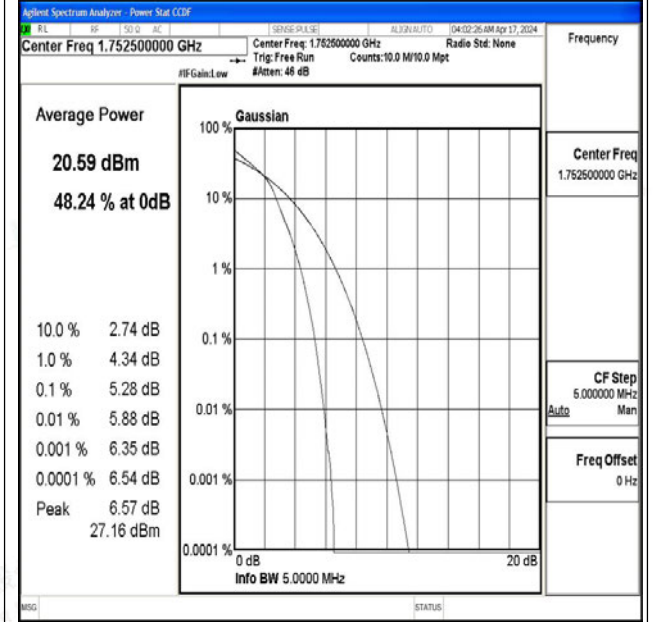 Agilent Spectrum Analyzer - Power Stat CCDF
RL RF 50 Ω AC SENSE:PULSE ALIGN AUTO 04:02:26 AM Apr 17, 2024
Center Freq 1.752500000 GHz
Center Freq: 1.752500000 GHz Radio Std: None
Trig: Free Run Counts:10.0 M/10.0 Mpt
#IFGain:Low #Atten: 46 dB
Frequency
Average Power
20.59 dBm
48.24 % at 0dB
10.0 % 2.74 dB
1.0 % 4.34 dB
0.1 % 5.28 dB
0.01 % 5.88 dB
0.001 % 6.35 dB
0.0001 % 6.54 dB
Peak 6.57 dB
27.16 dBm
Gaussian
100 %
10 %
1 %
0.1 %
0.01 %
0.001 %
0.0001 %
0 dB 20 dB
Info BW 5.0000 MHz
Center Freq
1.752500000 GHz
CF Step
5.000000 MHz
Auto Man
Freq Offset
0 Hz
MSG STATUS